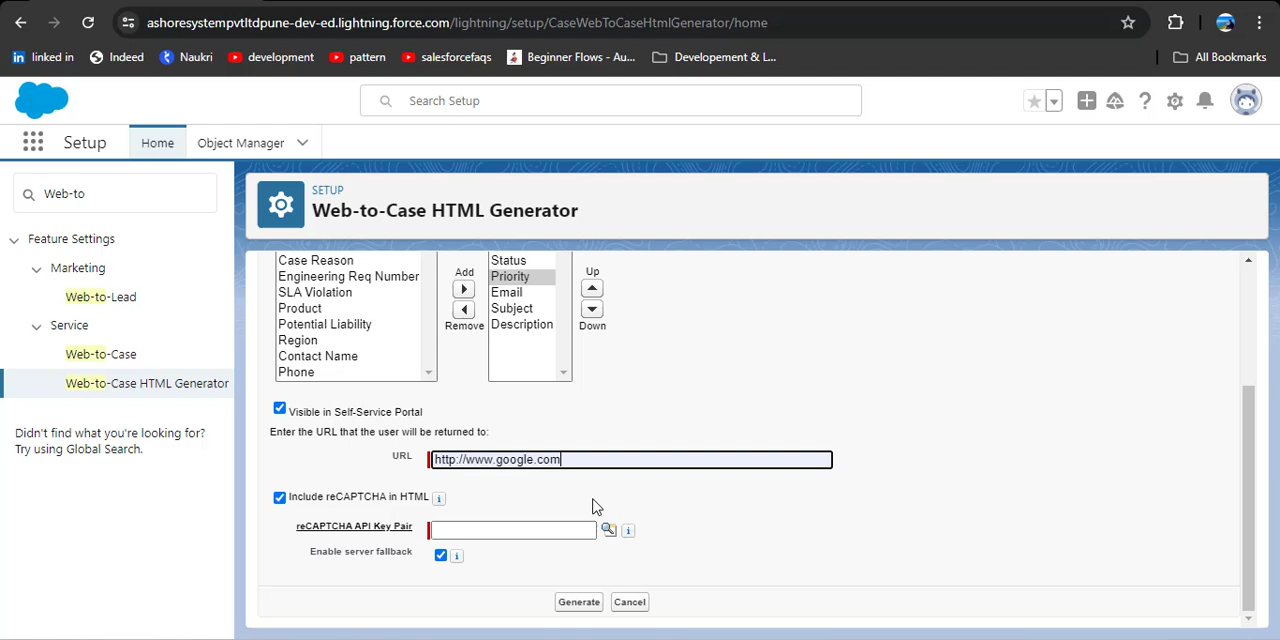 ashoresystempvtltdpune-dev-ed.lightning.force.com/lightning/setup/CaseWebToCaseHtmlGenerator/home
linked in
Indeed
Naukri
development
pattern
salesforcefaqs
Beginner Flows - Au...
Developement & L...
All Bookmarks
Search Setup
Setup
Home
Object Manager
Web-to
Feature Settings
Marketing
Web-to-Lead
Service
Web-to-Case
Web-to-Case HTML Generator
Didn't find what you're looking for?
Try using Global Search.
SETUP
Web-to-Case HTML Generator
Case Reason
Engineering Req Number
SLA Violation
Product
Potential Liability
Region
Contact Name
Phone
Add
Remove
Status
Priority
Email
Subject
Description
Up
Down
Visible in Self-Service Portal
Enter the URL that the user will be returned to:
URL
http://www.google.com
Include reCAPTCHA in HTML
reCAPTCHA API Key Pair
Enable server fallback
Generate
Cancel